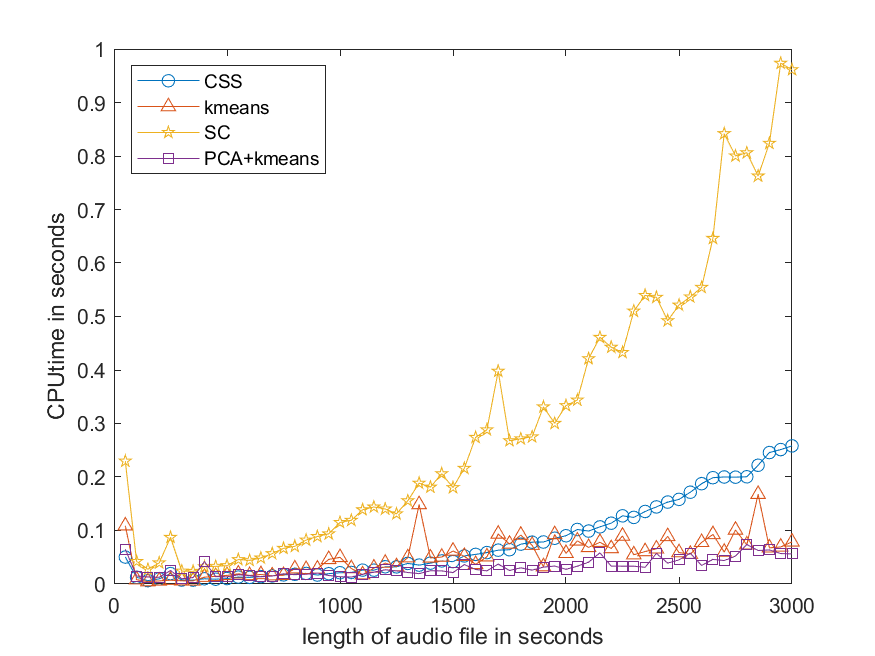 1
0.9
0.8
0.7
0.6
0.5
0.4
0.3
0.2
0.1
0
CPUtime in seconds
CSS
kmeans
SC
PCA+kmeans
0 500 1000 1500 2000 2500 3000
length of audio file in seconds